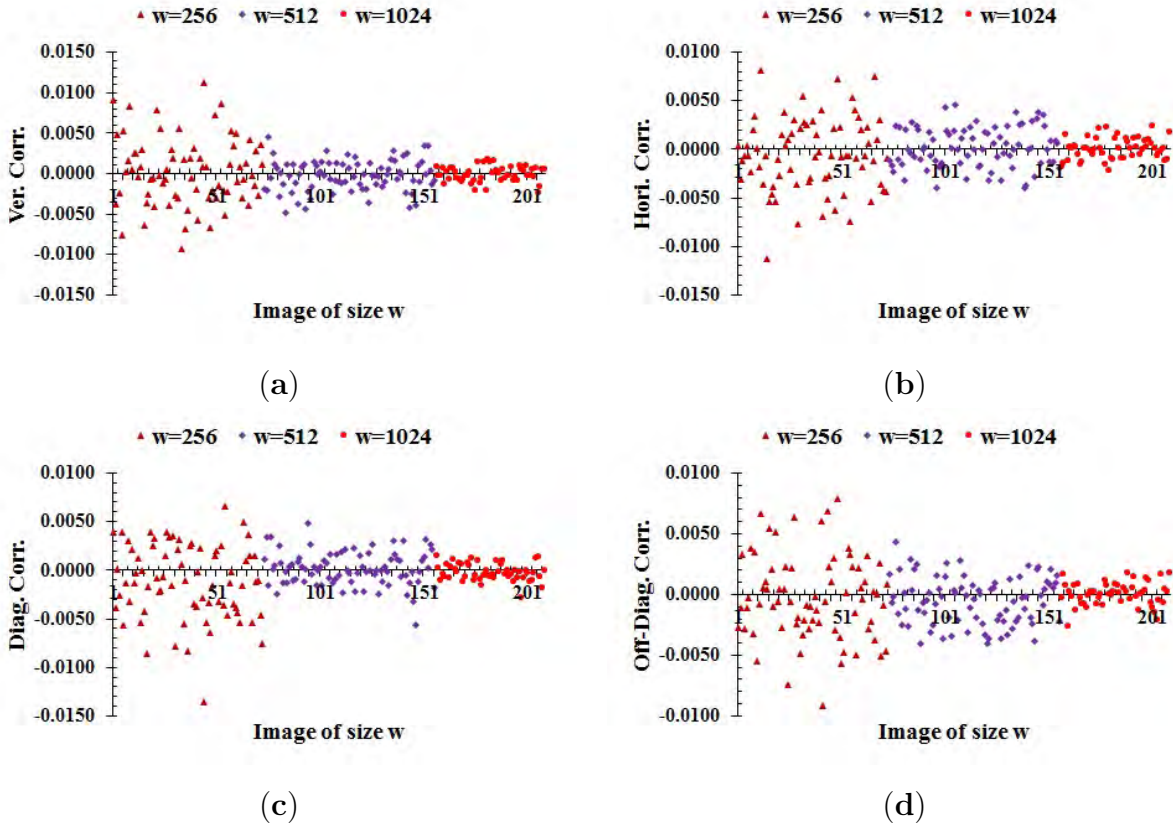 w=256 w=512 w=1024
0.0150
0.0100
0.0050
0.0000
-0.0050
-0.0100
-0.0150
Ver. Corr.
1 51 101 151 201
Image of size w
(a)
w=256 w=512 w=1024
0.0100
0.0050
0.0000
-0.0050
-0.0100
-0.0150
Hori. Corr.
1 51 101 151 201
Image of size w
(b)
w=256 w=512 w=1024
0.0100
0.0050
0.0000
-0.0050
-0.0100
-0.0150
Diag. Corr.
1 51 101 151 201
Image of size w
(c)
w=256 w=512 w=1024
0.0100
0.0050
0.0000
-0.0050
-0.0100
Off-Diag. Corr.
1 51 101 151 201
Image of size w
(d)